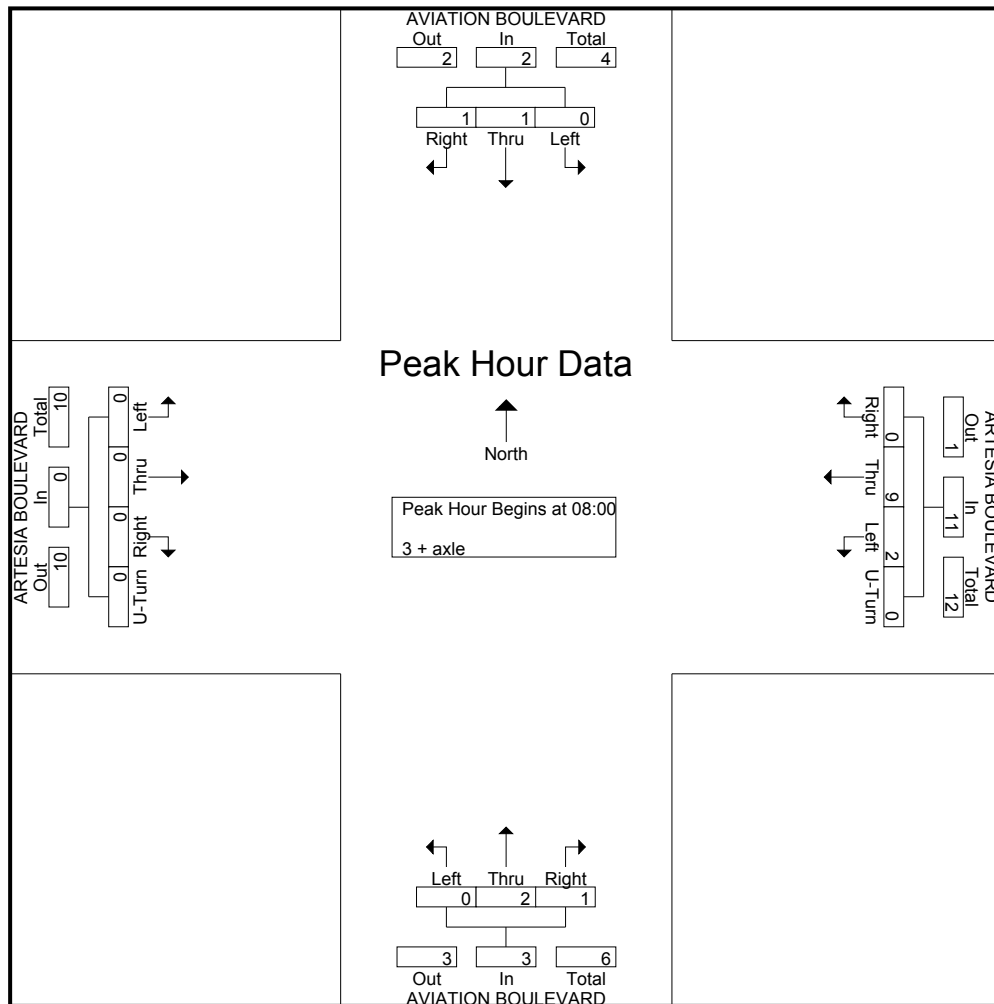 AVIATION BOULEVARD
Out In Total
2 2 4
1 1 0
Right Thru Left
Peak Hour Data
North
Peak Hour Begins at 08:00
3 + axle
ARTESIA BOULEVARD
Total In Out
10 0 10
0 0 0 0
Left Thru Right U-Turn
Right Thru Left U-Turn
0 9 2 0
1 11 12
Out In Total
ARTESIA BOULEVARD
Left Thru Right
0 2 1
3 3 6
Out In Total
AVIATION BOULEVARD